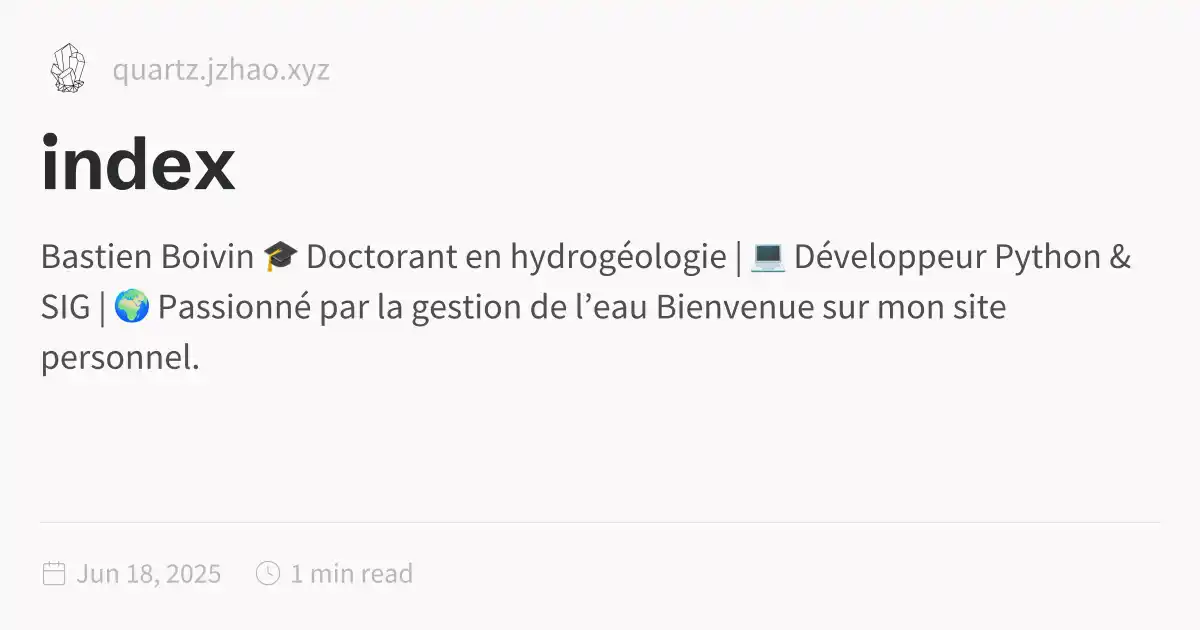 quartz.jzhao.xyz
index
Bastien Boivin 🎓 Doctorant en hydrogéologie | 💻 Développeur Python &
SIG | 🌍 Passionné par la gestion de l’eau Bienvenue sur mon site
personnel.
Jun 18, 2025 1 min read